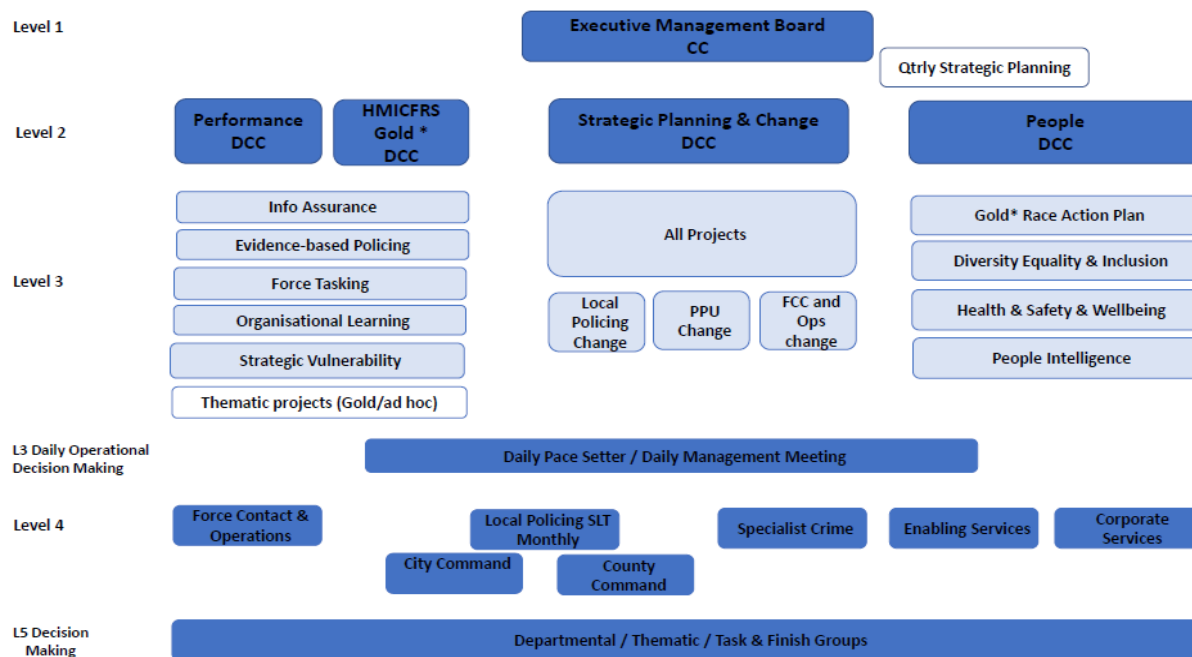 Level 1
Executive Management Board
CC
Qtrly Strategic Planning
Level 2
Performance
DCC
HMICFRS
Gold *
DCC
Strategic Planning & Change
DCC
People
DCC
Level 3
Info Assurance
Evidence-based Policing
Force Tasking
Organisational Learning
Strategic Vulnerability
Thematic projects (Gold/ad hoc)
All Projects
Local
Policing
Change
PPU
Change
FCC and
Ops
change
Gold* Race Action Plan
Diversity Equality & Inclusion
Health & Safety & Wellbeing
People Intelligence
L3 Daily Operational
Decision Making
Daily Pace Setter / Daily Management Meeting
Level 4
Force Contact &
Operations
Local Policing SLT
Monthly
City Command
County
Command
Specialist Crime
Enabling Services
Corporate
Services
L5 Decision
Making
Departmental / Thematic / Task & Finish Groups